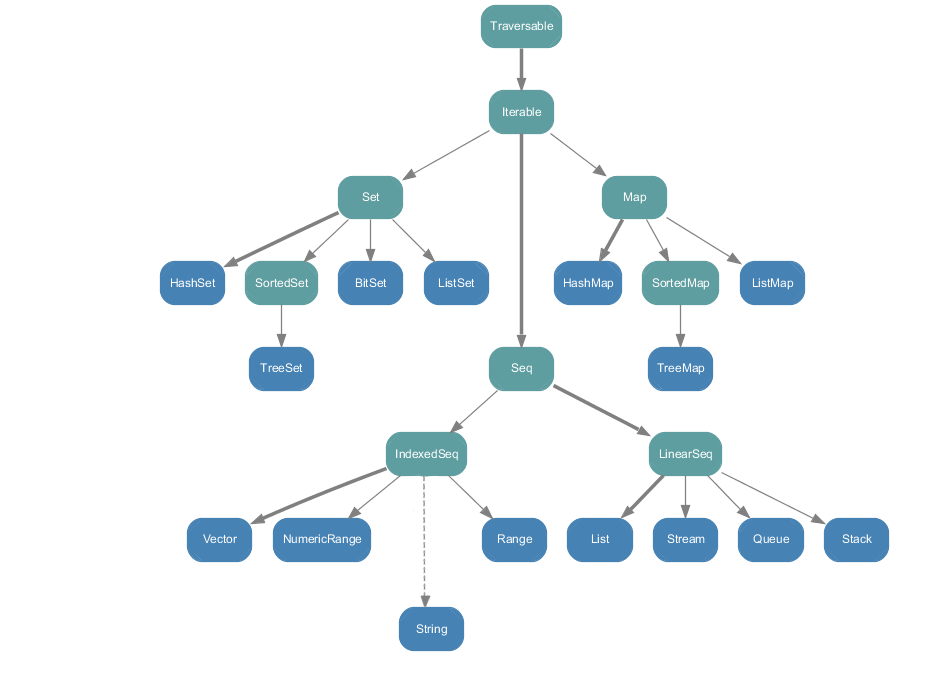 Traversable
Iterable
Set
Map
HashSet
SortedSet
BitSet
ListSet
HashMap
SortedMap
ListMap
TreeSet
Seq
TreeMap
IndexedSeq
LinearSeq
Vector
NumericRange
Range
List
Stream
Queue
Stack
String